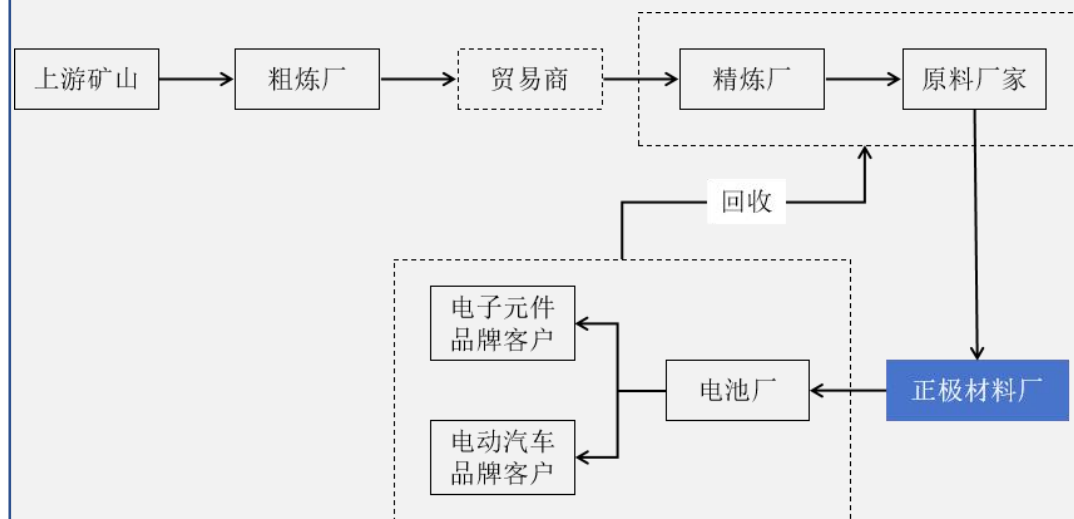 上游矿山
粗炼厂
贸易商
精炼厂
原料厂家
回收
电子元件
品牌客户
电池厂
正极材料厂
电动汽车
品牌客户